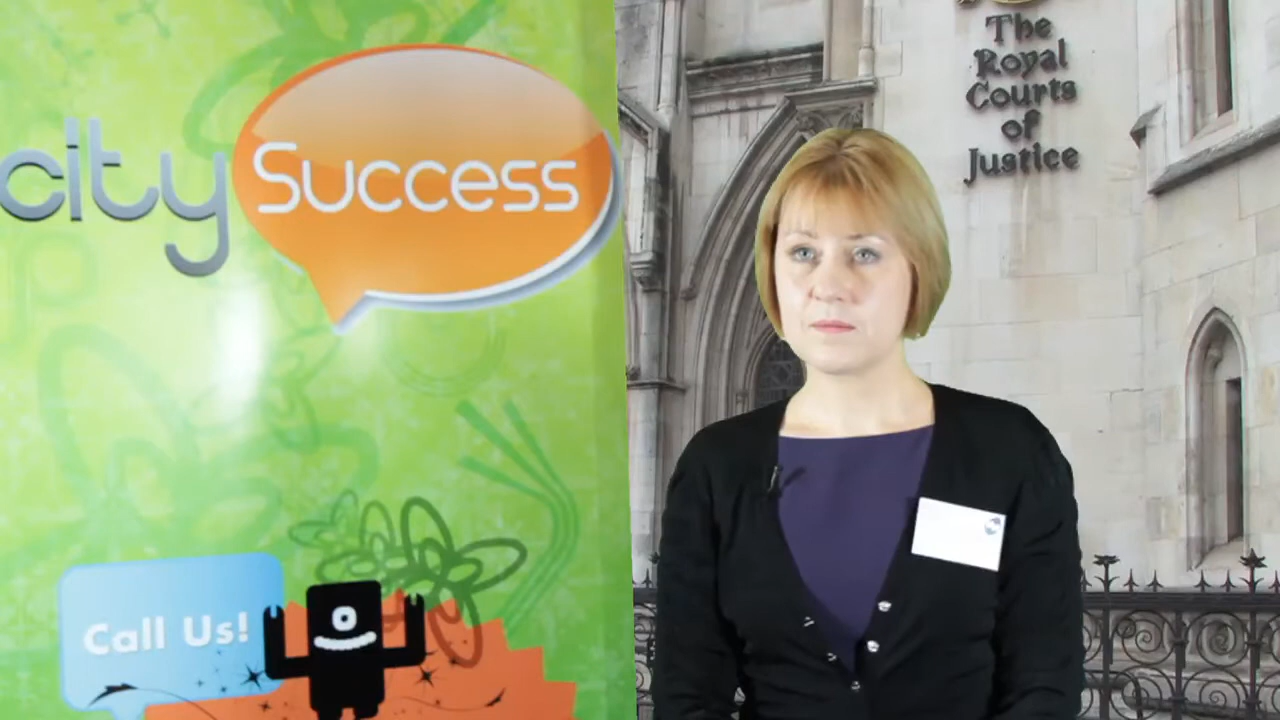 city Success
Call Us!
The
Royal
Courts
of
Justice